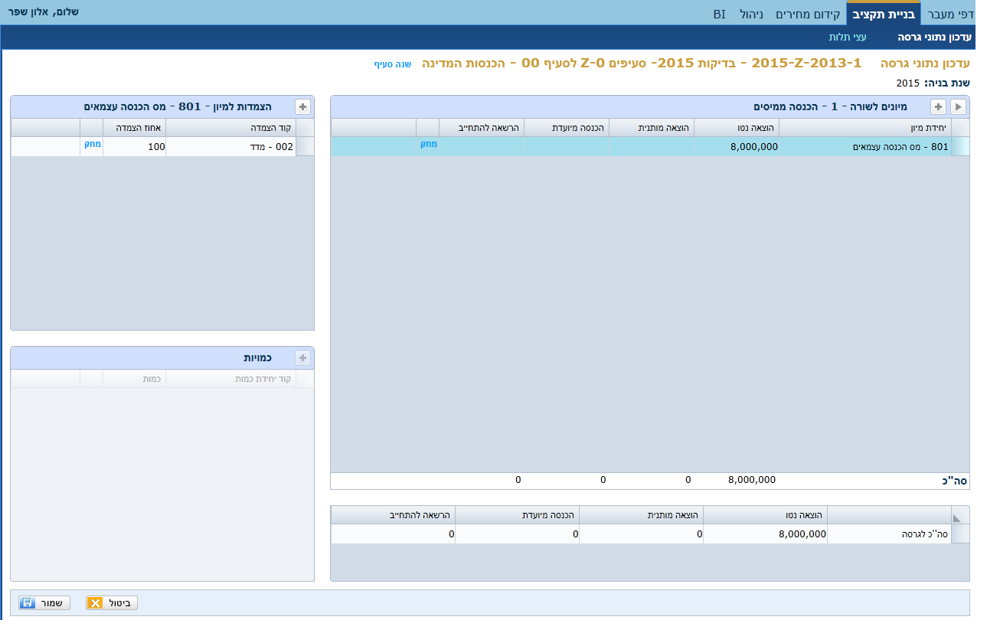 דפי מעבר בניית תקציב קידום מחירים ניהול BI שלום, אלון שפר
עדכון נתוני גרסה עצי תלות
עדכון נתוני גרסה 2015-Z-2013-1 - בדיקות 2015- סעיפים Z-0 לסעיף 00 - הכנסות המדינה שנה סעיף
שנת בניה: 2015
מיונים לשורה - 1 - הכנסה ממיסים
יחידת מיון הוצאה נטו הוצאה מותנית הכנסה מיועדת הרשאה להתחייב
801 - מס הכנסה עצמאים 8,000,000 מחק
סה"כ 8,000,000 0 0 0
הוצאה נטו הוצאה מותנית הכנסה מיועדת הרשאה להתחייב
סה"כ לגרסה 8,000,000 0 0 0
הצמדות למיון - 801 - מס הכנסה עצמאים
קוד הצמדה אחוז הצמדה
002 - מדד 100 מחק
כמויות
קוד יחידת כמות כמות
ביטול שמור